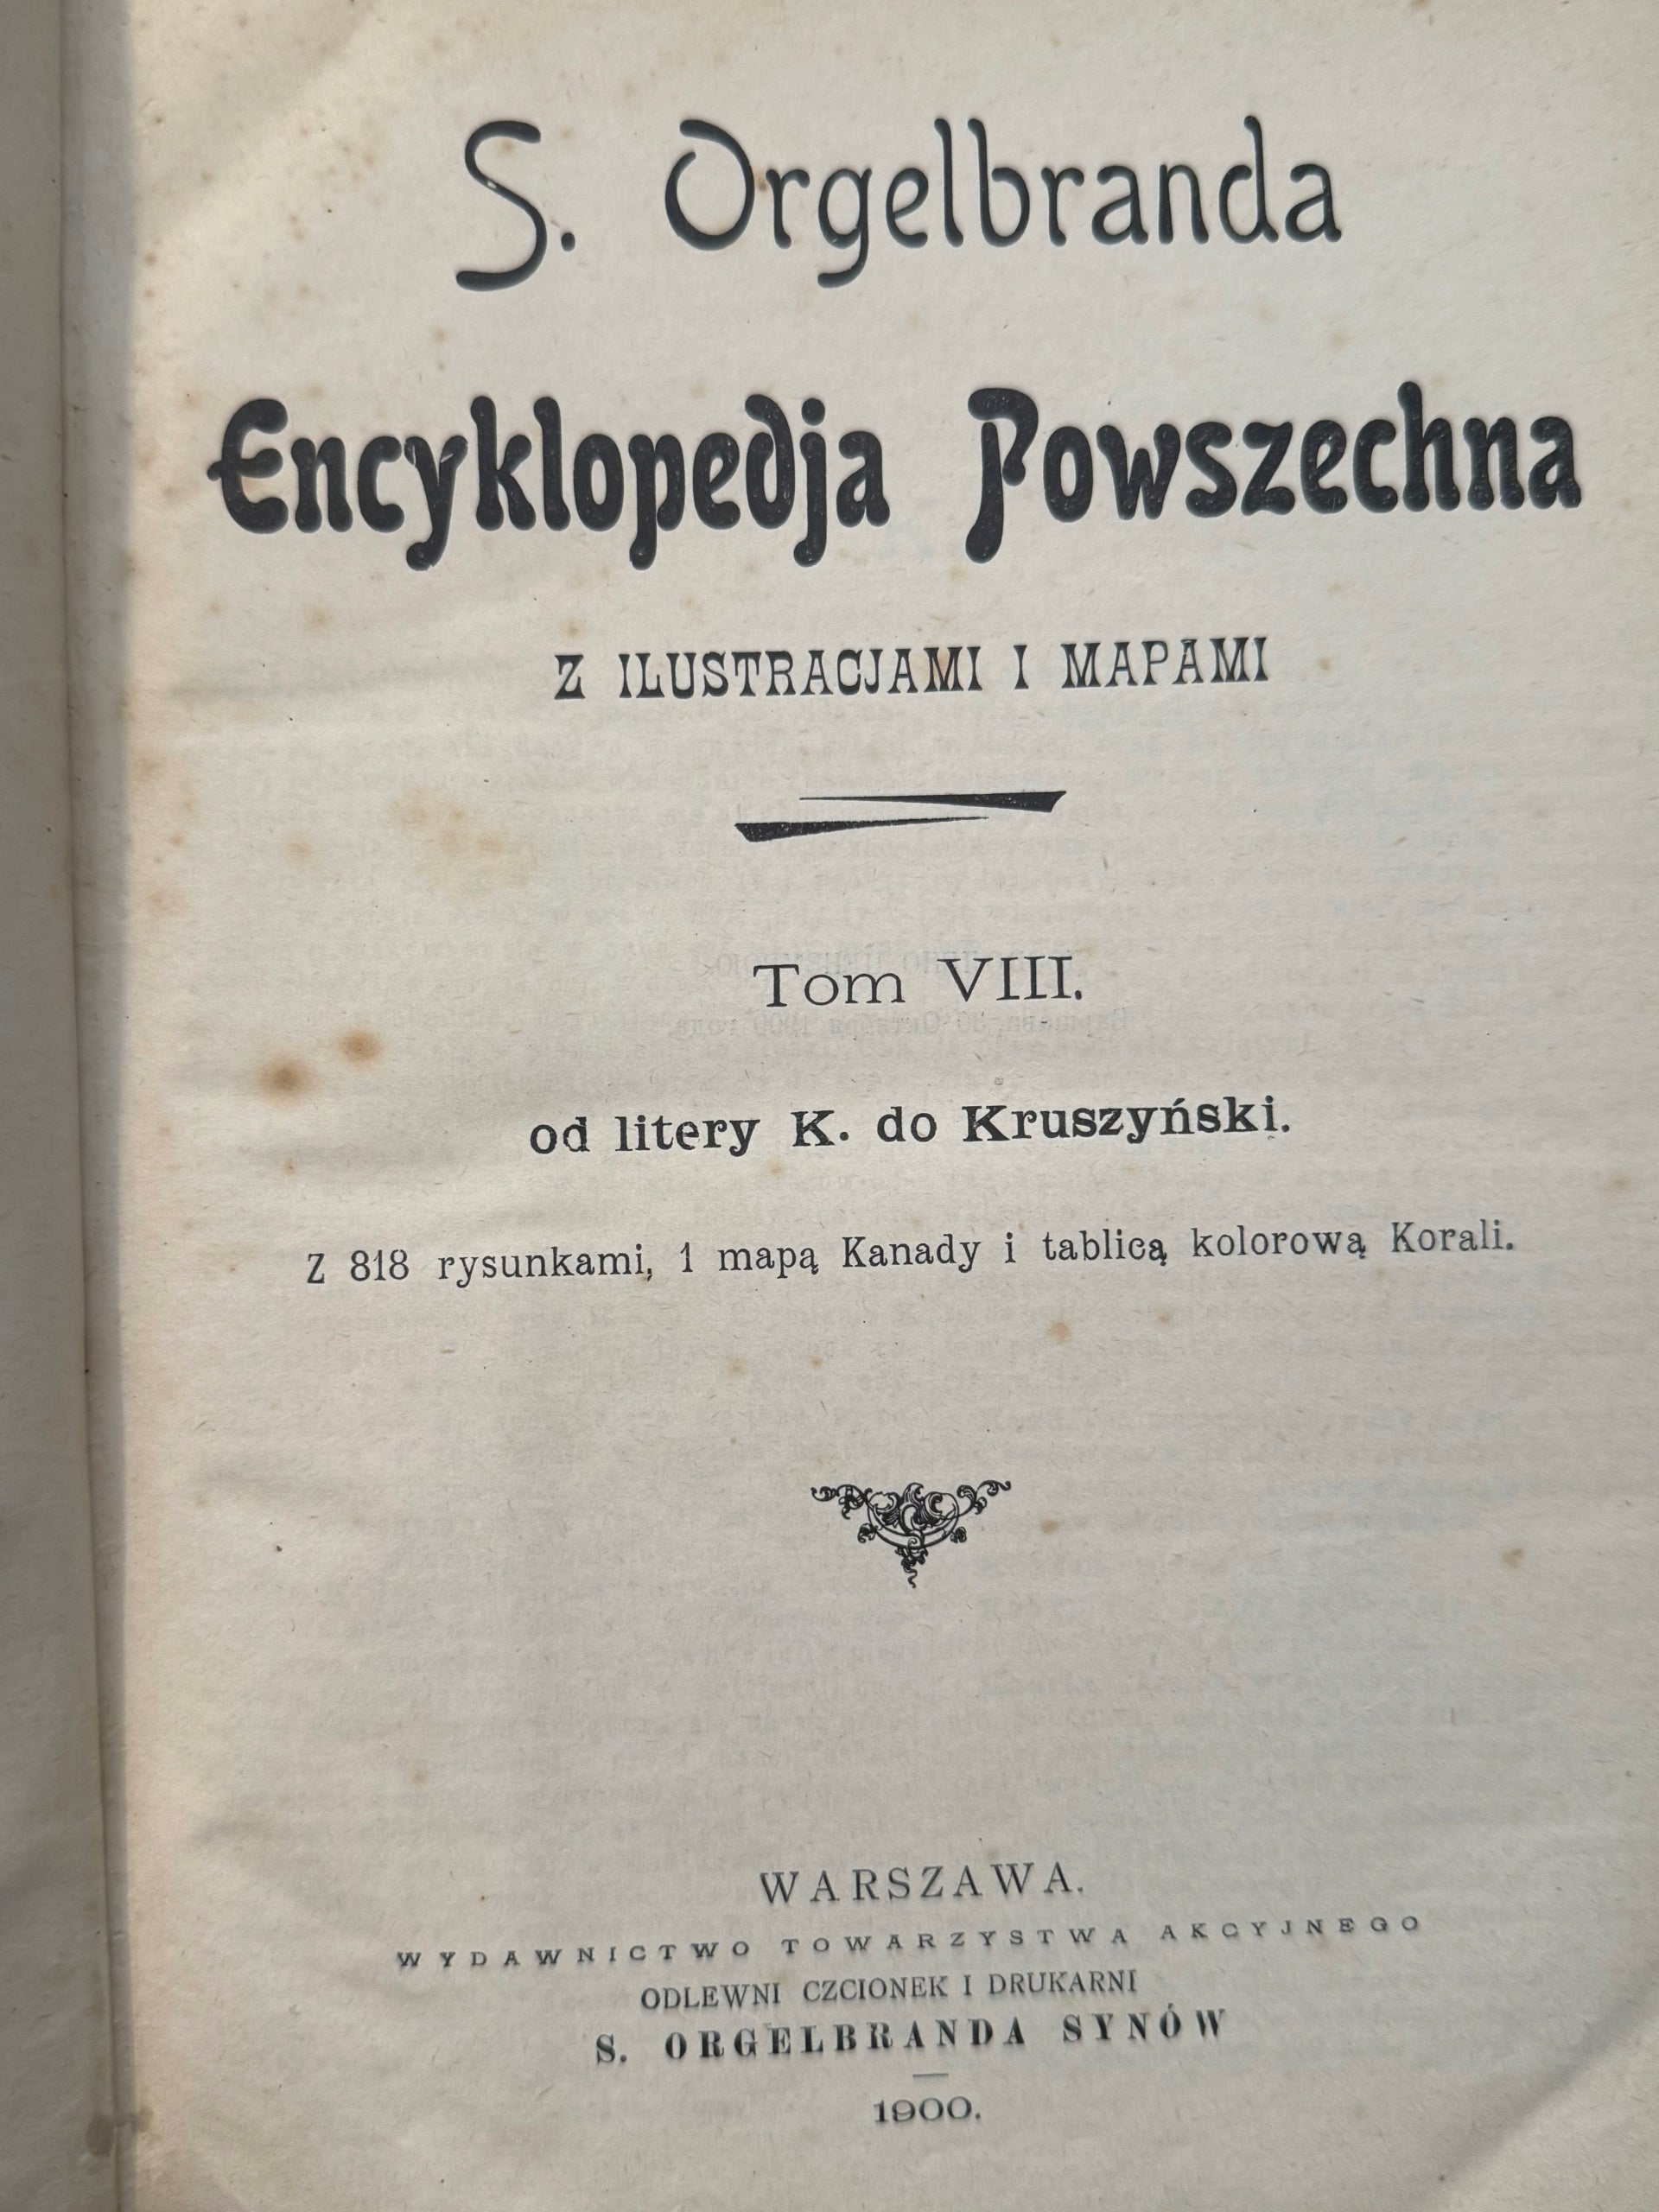 S. Orgelbranda
Encyklopedja Powszechna
Z ILUSTRACJAMI I MAPAMI
Tom VIII.
od litery K. do Kruszyński.
Z 818 rysunkami, 1 mapą Kanady i tablicą kolorową Korali.
WARSZAWA.
WYDAWNICTWO TOWARZYSTWA AKCYJNEGO
ODLEWNI CZCIONEK I DRUKARNI
S. ORGELBRANDA SYNÓW
1900.